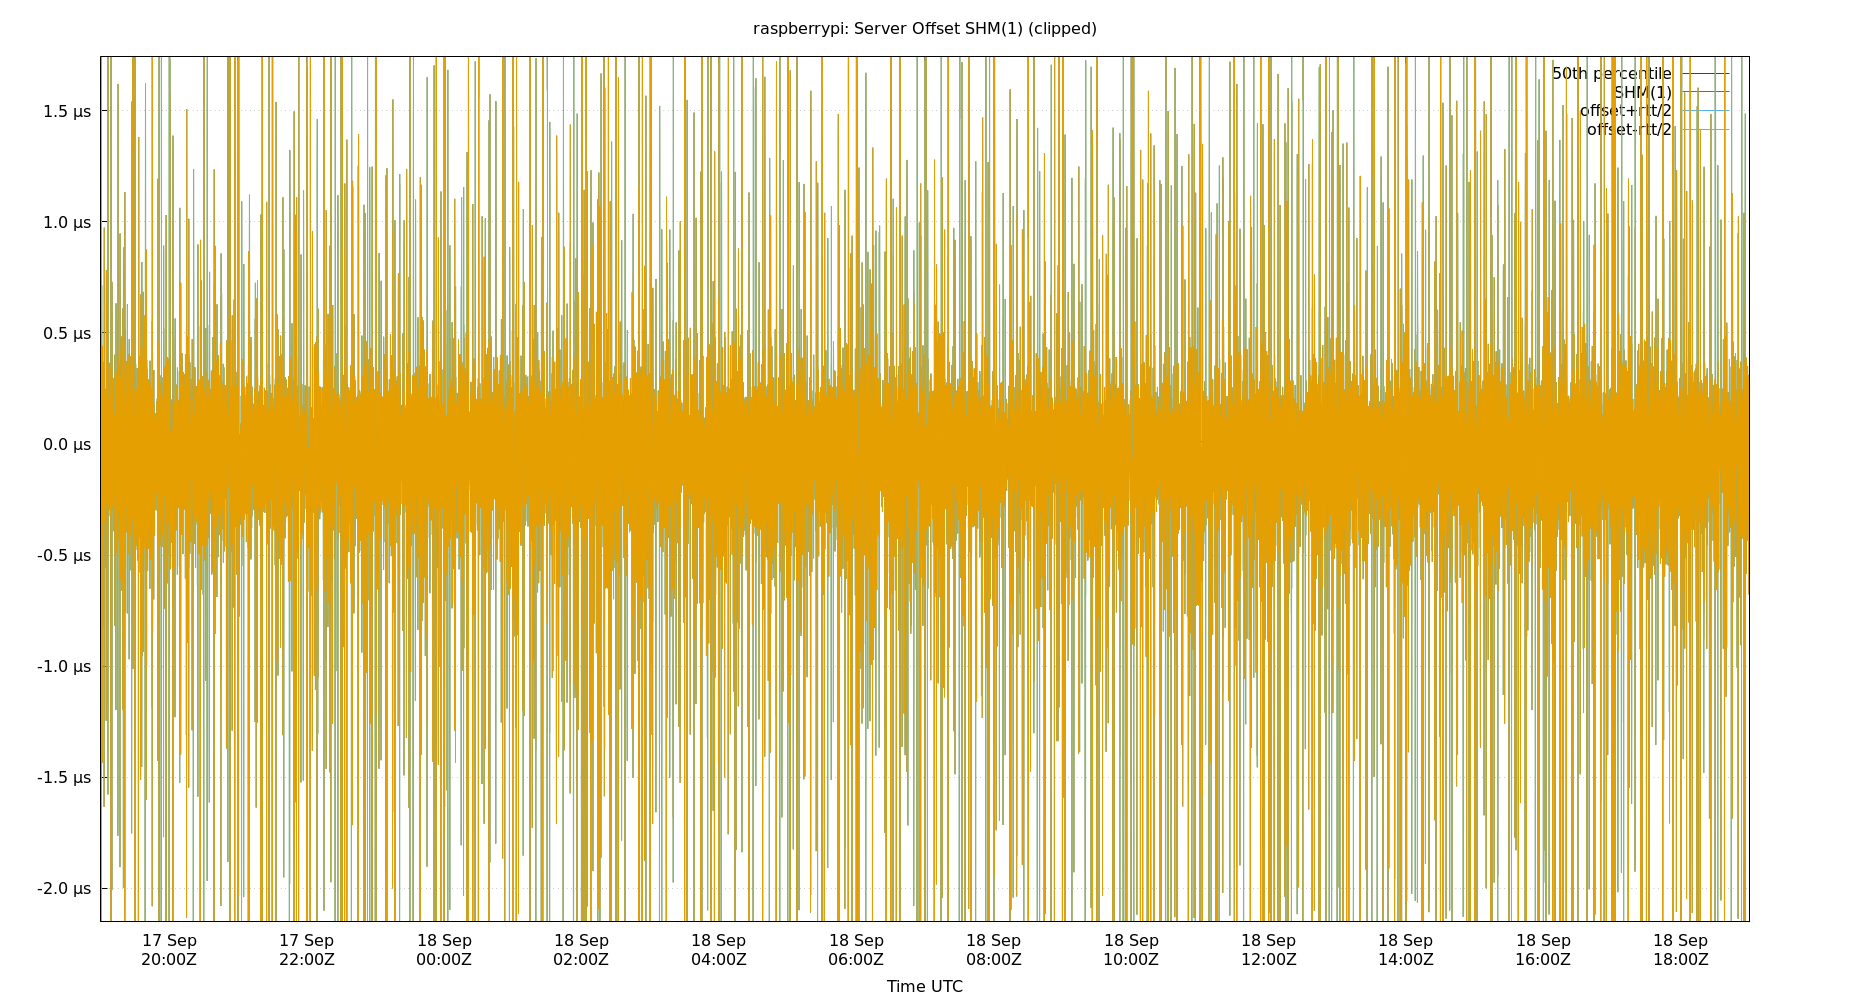 raspberrypi: Server Offset SHM(1) (clipped)
50th percentile
SHM(1)
offset+rtt/2
offset-rtt/2
1.5 µs
1.0 µs
0.5 µs
0.0 µs
-0.5 µs
-1.0 µs
-1.5 µs
-2.0 µs
17 Sep 17 Sep 18 Sep 18 Sep 18 Sep 18 Sep 18 Sep 18 Sep 18 Sep 18 Sep 18 Sep 18 Sep
20:00Z 22:00Z 00:00Z 02:00Z 04:00Z 06:00Z 08:00Z 10:00Z 12:00Z 14:00Z 16:00Z 18:00Z
Time UTC